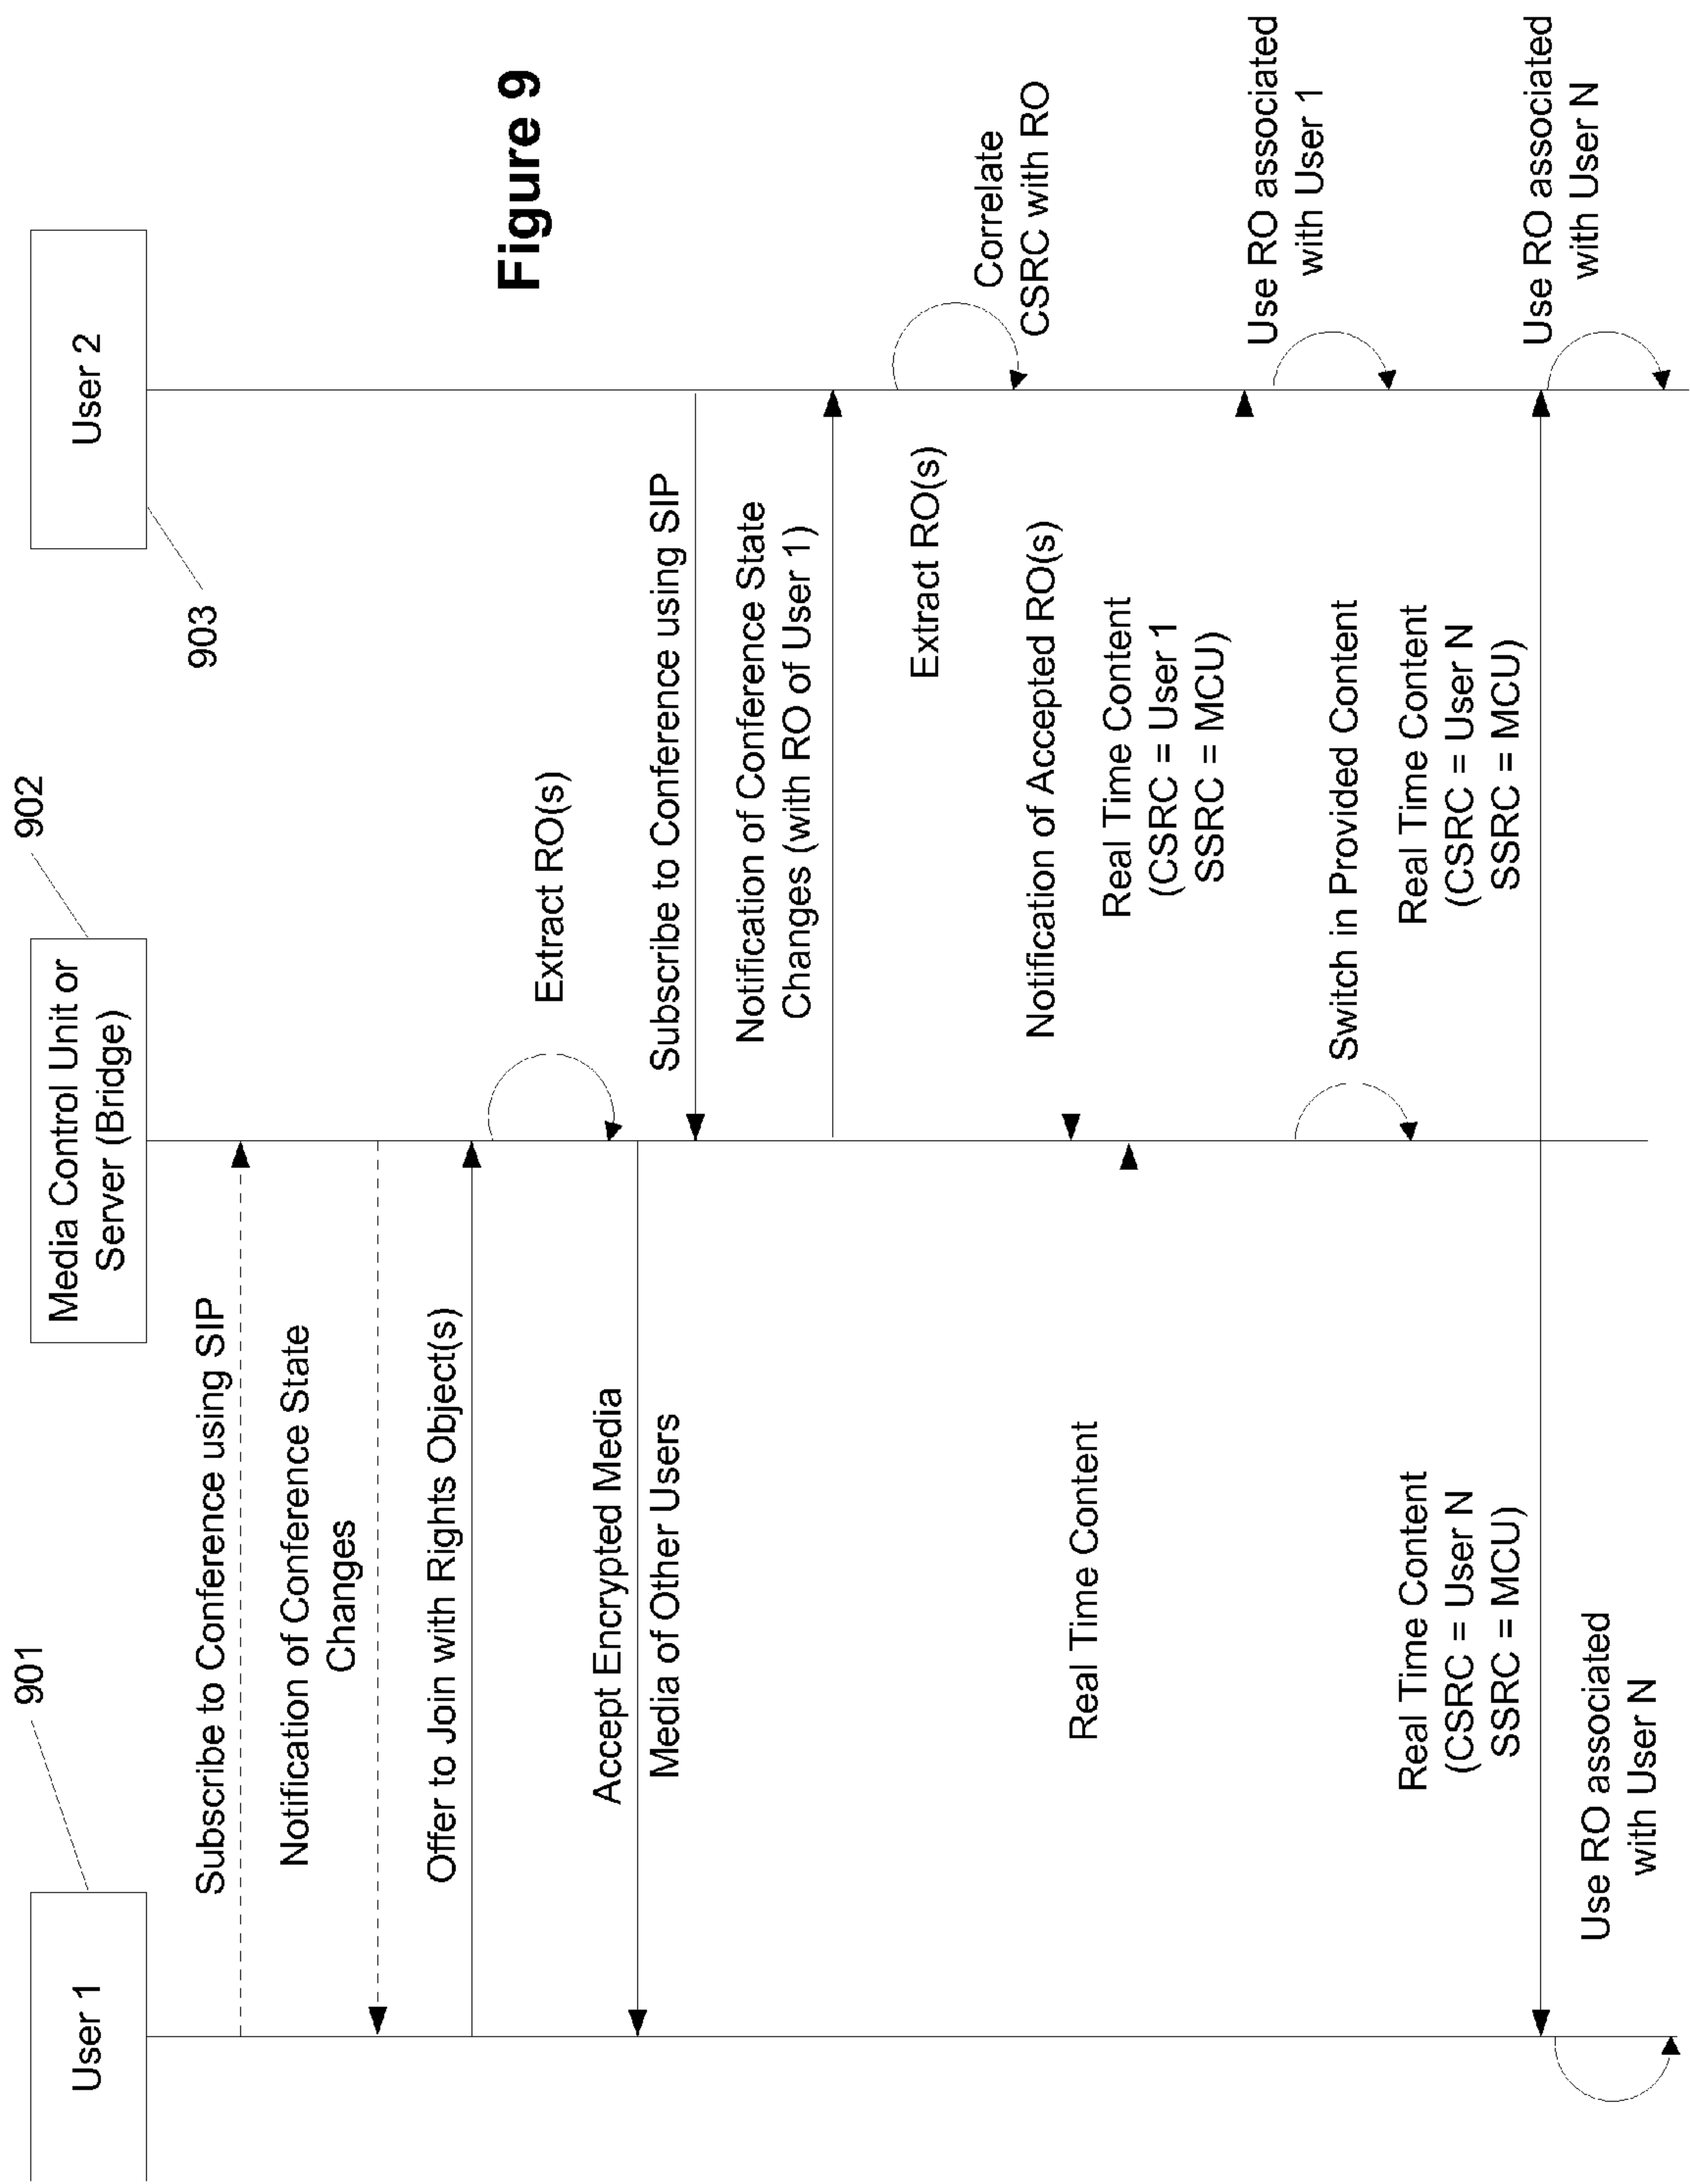 901
902
903
User 1
Media Control Unit or
Server (Bridge)
User 2
Subscribe to Conference using SIP
Notification of Conference State
Changes
Offer to Join with Rights Object(s)
Extract RO(s)
Accept Encrypted Media
Media of Other Users
Subscribe to Conference using SIP
Notification of Conference State
Changes (with RO of User 1)
Extract RO(s)
Correlate
CSRC with RO
Notification of Accepted RO(s)
Real Time Content
Real Time Content
(CSRC = User 1
SSRC = MCU)
Use RO associated
with User 1
Switch in Provided Content
Real Time Content
(CSRC = User N
SSRC = MCU)
Real Time Content
(CSRC = User N
SSRC = MCU)
Use RO associated
with User N
Use RO associated
with User N
Figure 9